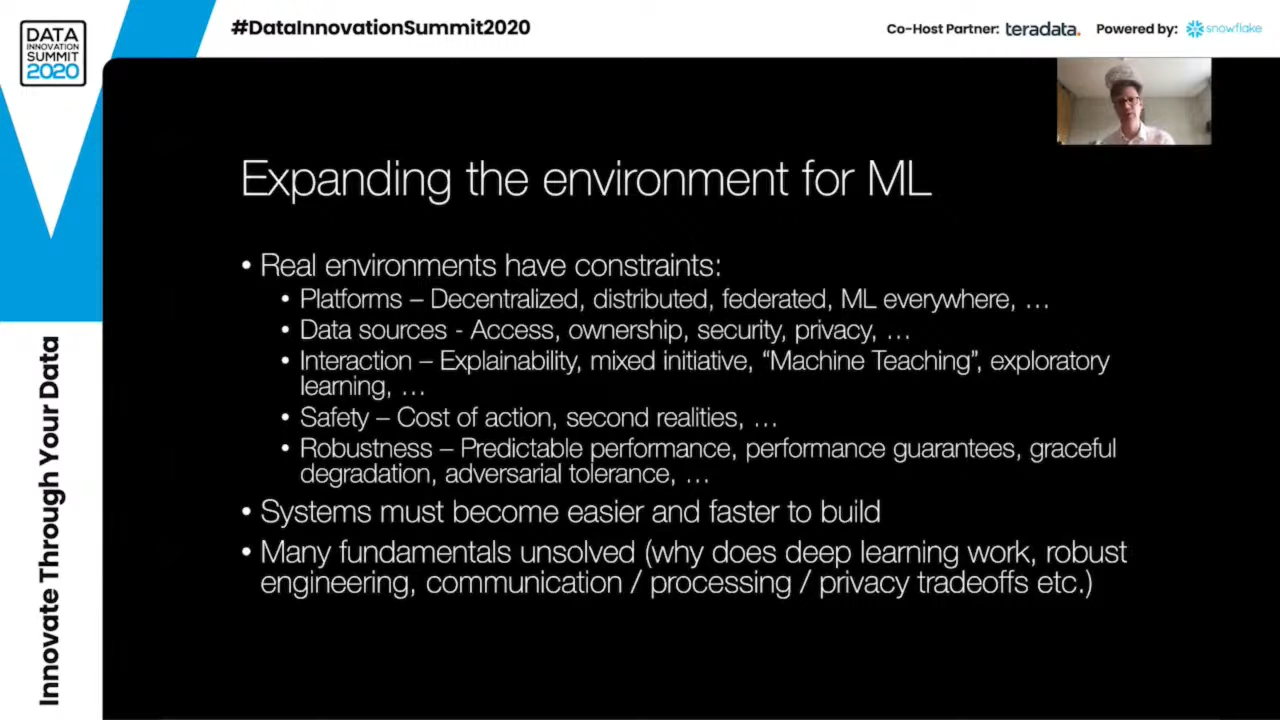 DATA
INNOVATION
SUMMIT
2020
#DataInnovationSummit2020
Co-Host Partner: teradata.
Powered by: snowflake
Innovate Through Your Data
Expanding the environment for ML
• Real environments have constraints:
• Platforms – Decentralized, distributed, federated, ML everywhere, …
• Data sources - Access, ownership, security, privacy, …
• Interaction – Explainability, mixed initiative, “Machine Teaching”, exploratory
learning, …
• Safety – Cost of action, second realities, …
• Robustness – Predictable performance, performance guarantees, graceful
degradation, adversarial tolerance, …
• Systems must become easier and faster to build
• Many fundamentals unsolved (why does deep learning work, robust
engineering, communication / processing / privacy tradeoffs etc.)